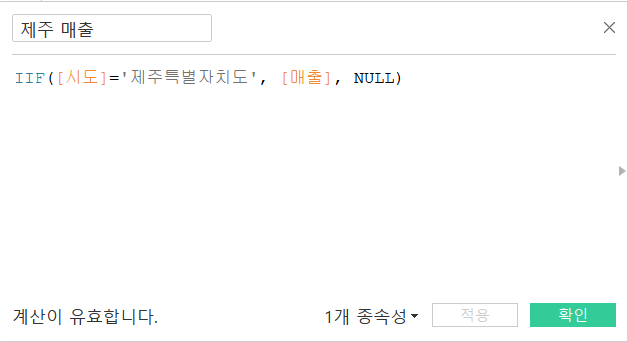 제주 매출
IIF([시도]='제주특별자치도', [매출], NULL)
계산이 유효합니다. 1개 종속성 적용 확인